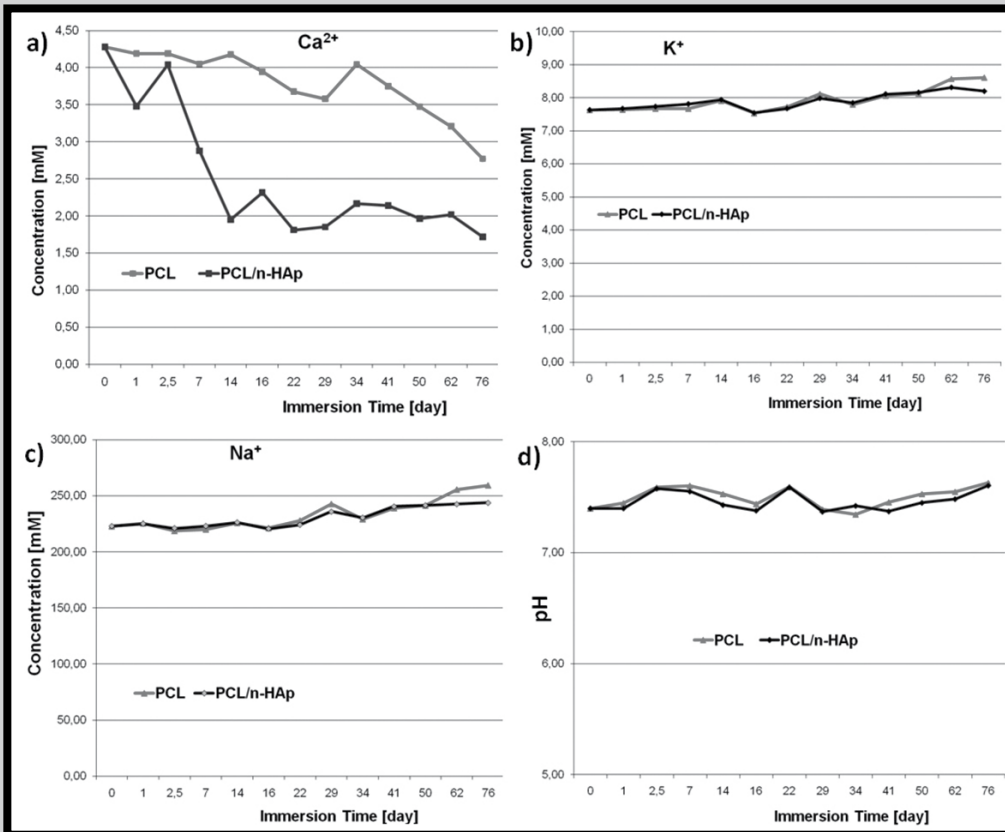 a)
Ca2+
Concentration [mM]
4,50
4,00
3,50
3,00
2,50
2,00
1,50
1,00
0,50
0,00
PCL
PCL/n-HAp
0 1 2,5 7 14 16 22 29 34 41 50 62 76
Immersion Time [day]
b)
K+
Concentration [mM]
10,00
9,00
8,00
7,00
6,00
5,00
4,00
3,00
2,00
1,00
0,00
PCL
PCL/n-HAp
0 1 2,5 7 14 16 22 29 34 41 50 62 76
Immersion Time [day]
c)
Na+
Concentration [mM]
300,00
250,00
200,00
150,00
100,00
50,00
0,00
PCL
PCL/n-HAp
0 1 2,5 7 14 16 22 29 34 41 50 62 76
Immersion Time [day]
d)
pH
8,00
7,00
6,00
5,00
PCL
PCL/n-HAp
0 1 2,5 7 14 16 22 29 34 41 50 62 76
Immersion Time [day]